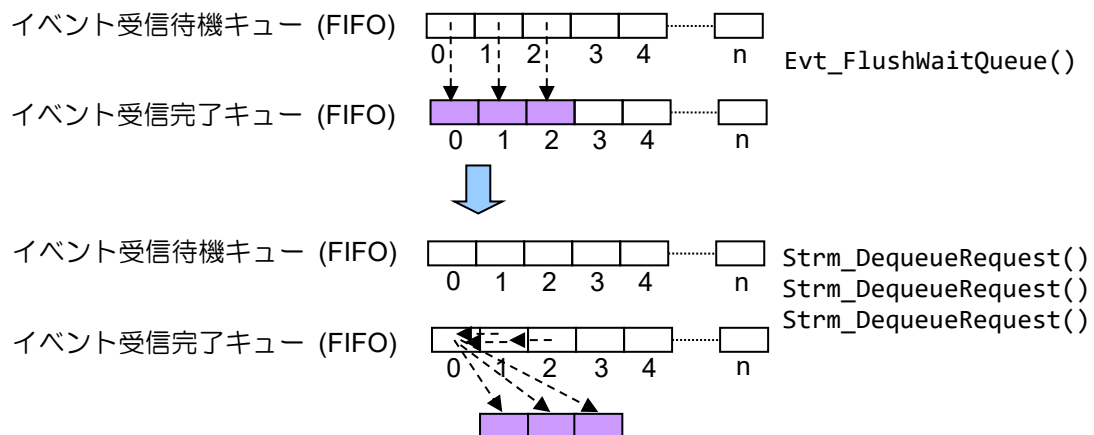 イベント受信待機キュー (FIFO)
0 1 2 3 4 n
Evt_FlushWaitQueue()
イベント受信完了キュー (FIFO)
0 1 2 3 4 n
イベント受信待機キュー (FIFO)
0 1 2 3 4 n
Strm_DequeueRequest()
Strm_DequeueRequest()
Strm_DequeueRequest()
イベント受信完了キュー (FIFO)
0 1 2 3 4 n